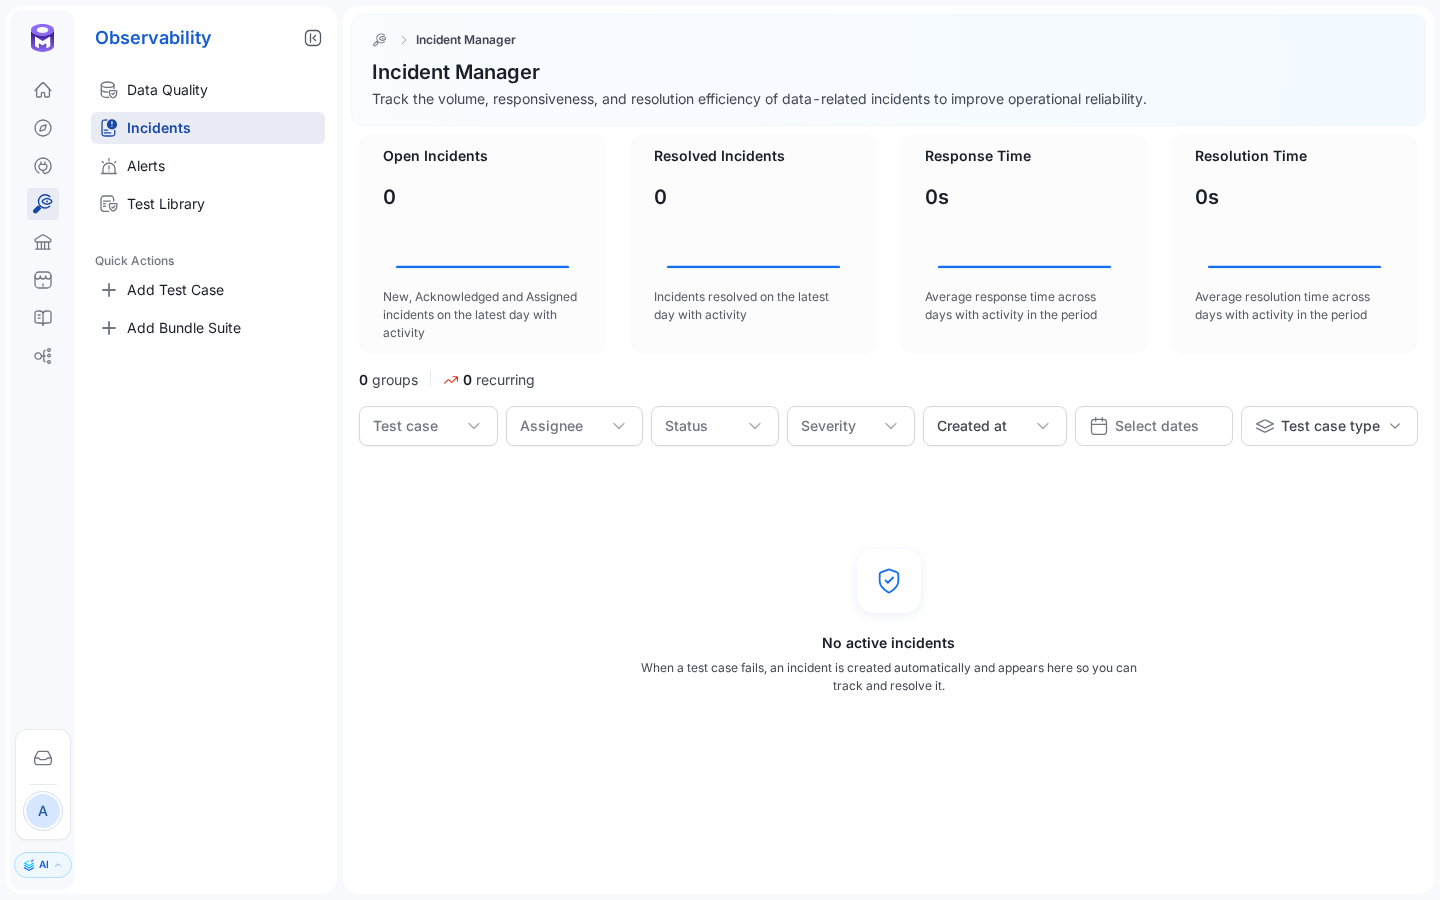 Observability
Data Quality
Incidents
Alerts
Test Library
Quick Actions
Add Test Case
Add Bundle Suite
A
AI
Incident Manager
Incident Manager
Track the volume, responsiveness, and resolution efficiency of data-related incidents to improve operational reliability.
Open Incidents
0
New, Acknowledged and Assigned
incidents on the latest day with
activity
Resolved Incidents
0
Incidents resolved on the latest
day with activity
Response Time
0s
Average response time across
days with activity in the period
Resolution Time
0s
Average resolution time across
days with activity in the period
0 groups
0 recurring
Test case
Assignee
Status
Severity
Created at
Select dates
Test case type
No active incidents
When a test case fails, an incident is created automatically and appears here so you can
track and resolve it.